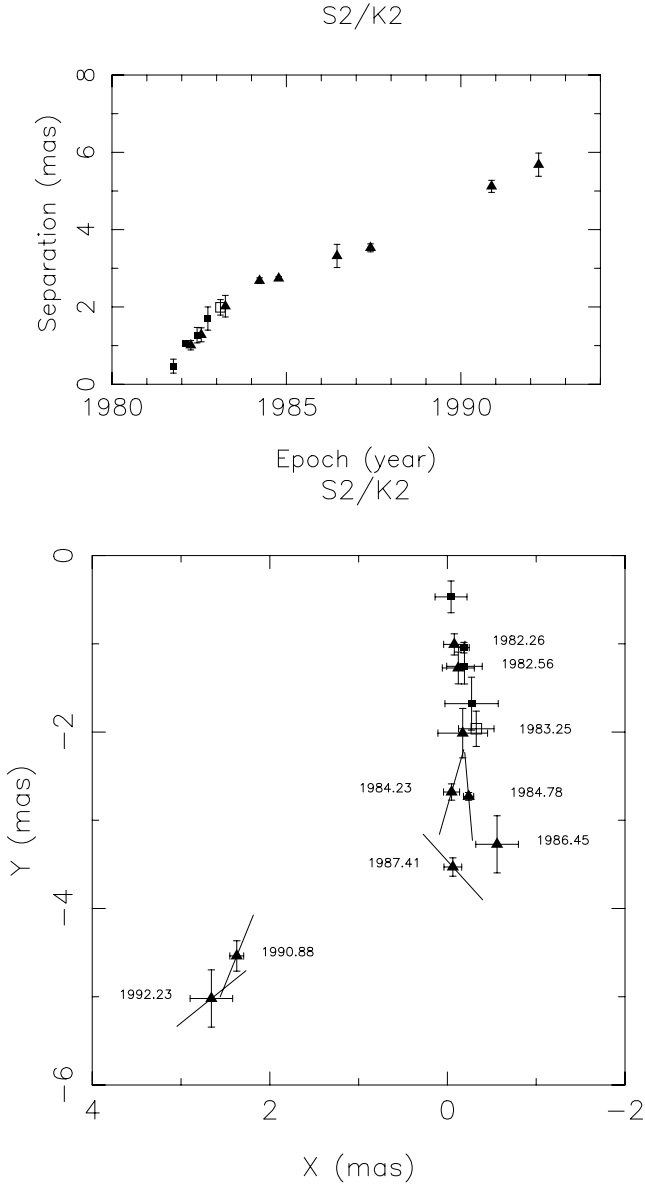 S2/K2
8
6
4
2
0
Separation (mas)
1980 1985 1990
Epoch (year)
S2/K2
0
−2
−4
−6
Y (mas)
1982.26
1982.56
1983.25
1984.23
1984.78
1986.45
1987.41
1990.88
1992.23
4 2 0 −2
X (mas)